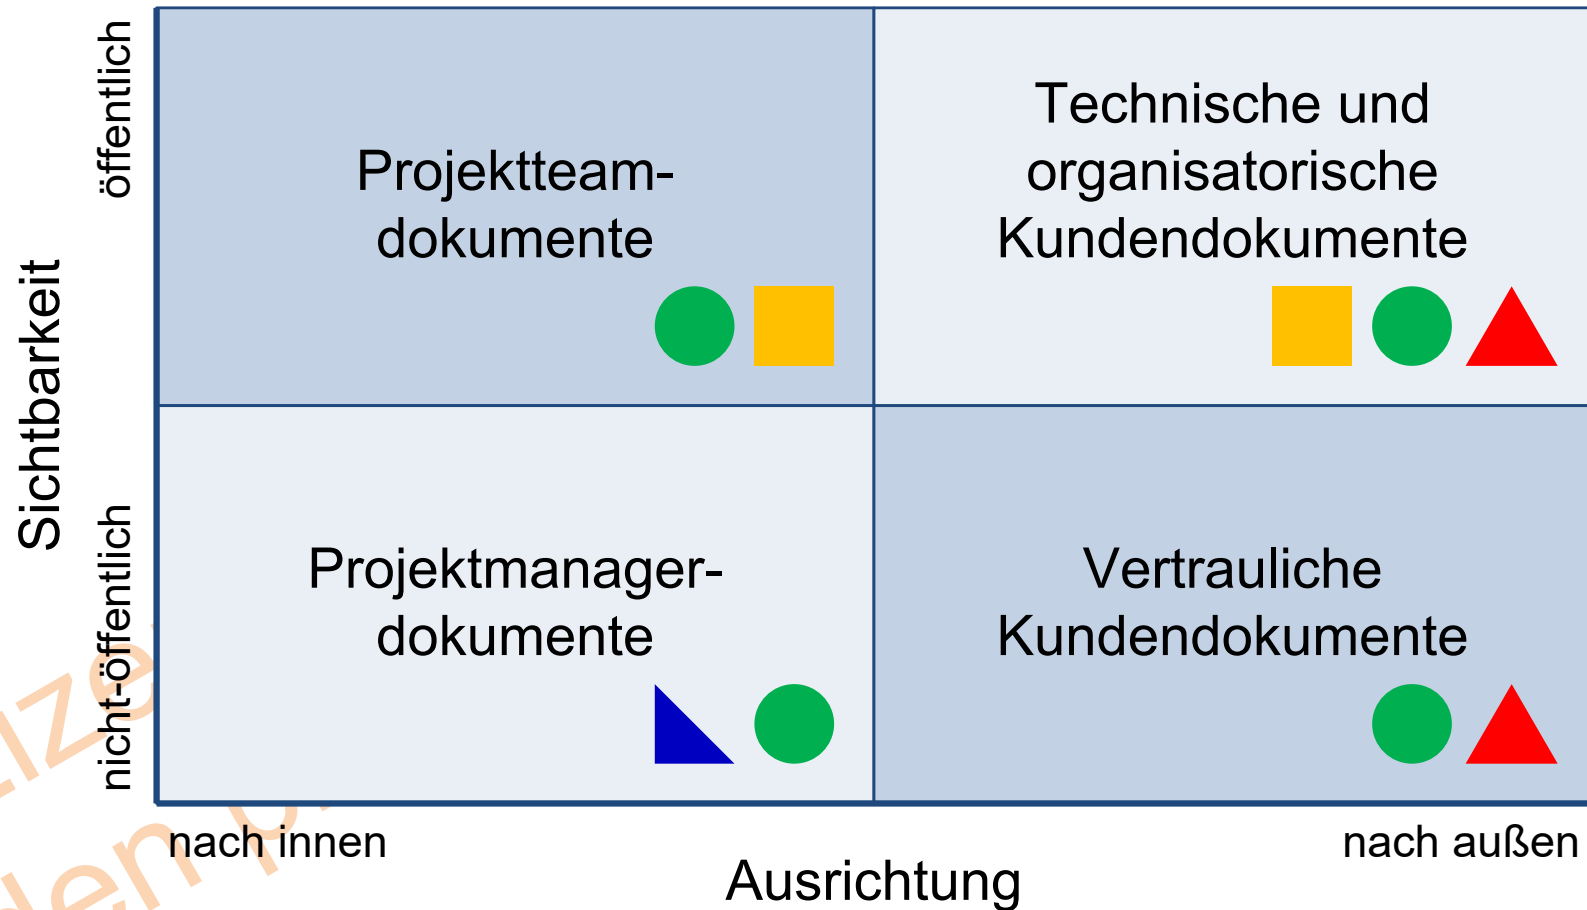 öffentlich
Projektteam-
dokumente
Technische und
organisatorische
Kundendokumente
Sichtbarkeit
nicht-öffentlich
Projektmanager-
dokumente
Vertrauliche
Kundendokumente
nach innen
nach außen
Ausrichtung